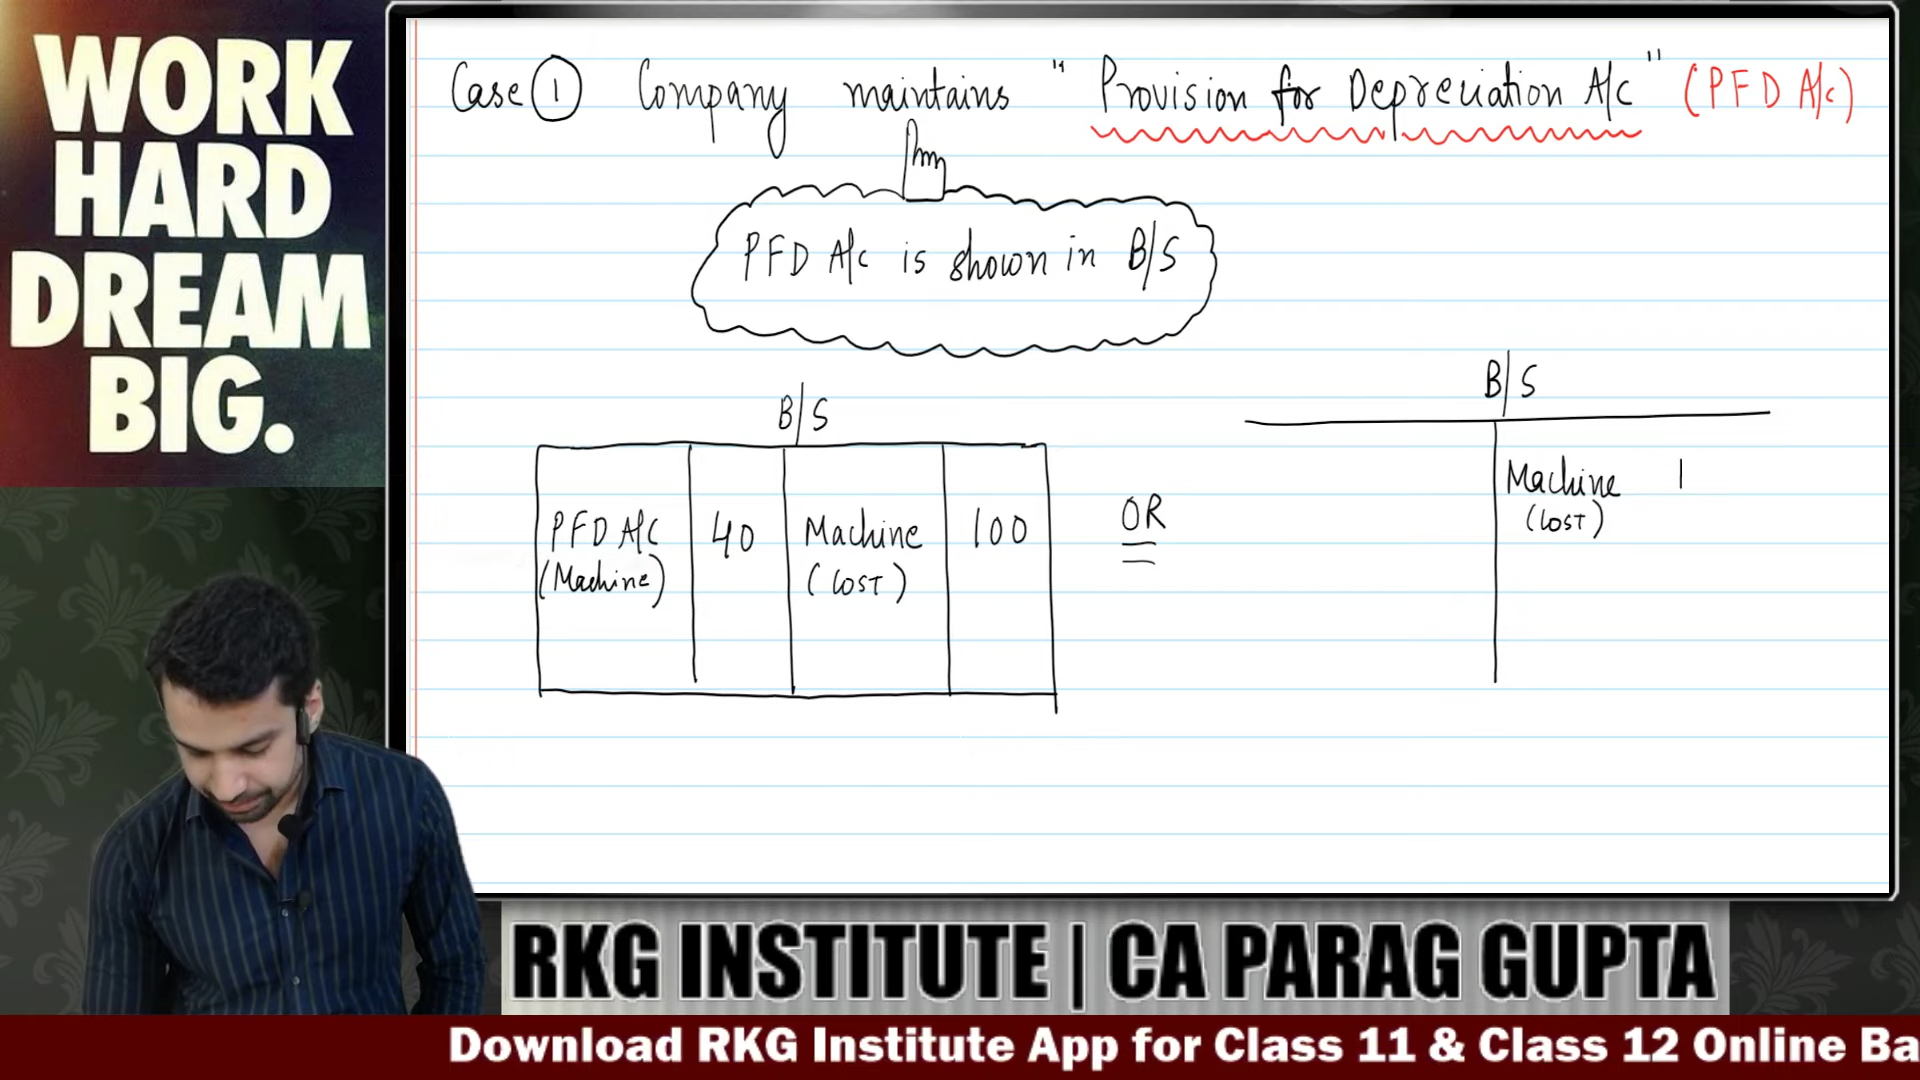 WORK
HARD
DREAM
BIG.
Case 1 Company maintains "Provision for Depreciation A/c" (PFD A/c)
PFD A/c is shown in B/S
B/S
PFD A/c 40 Machine 100
(Machine) (COST)
OR
B/S
Machine 1
(COST)
RKG INSTITUTE | CA PARAG GUPTA
Download RKG Institute App for Class 11 & Class 12 Online Ba